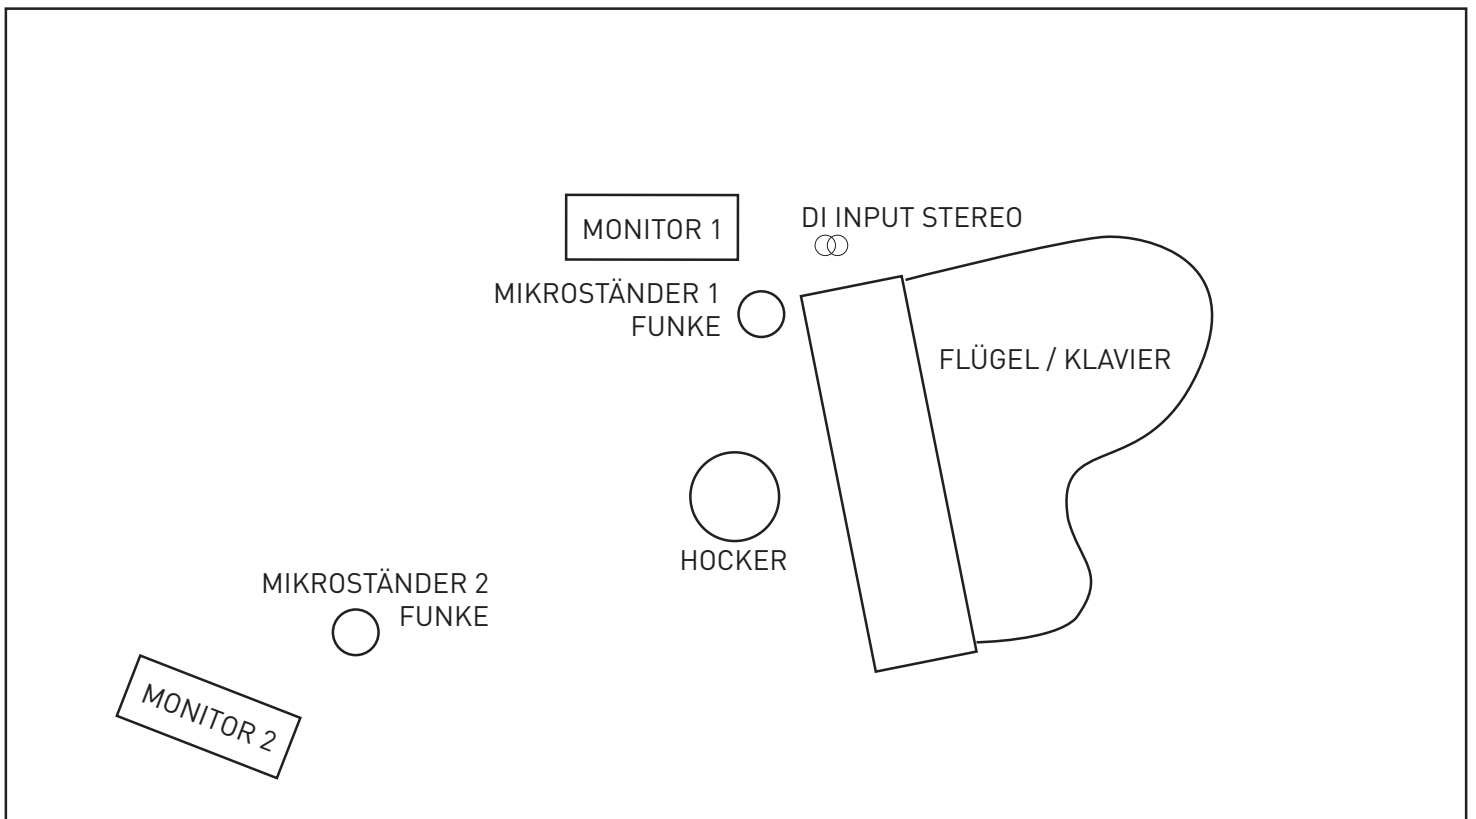 DI INPUT STEREO
MONITOR 1
MIKROSTÄNDER 1
FUNKE
FLÜGEL / KLAVIER
HOCKER
MIKROSTÄNDER 2
FUNKE
MONITOR 2